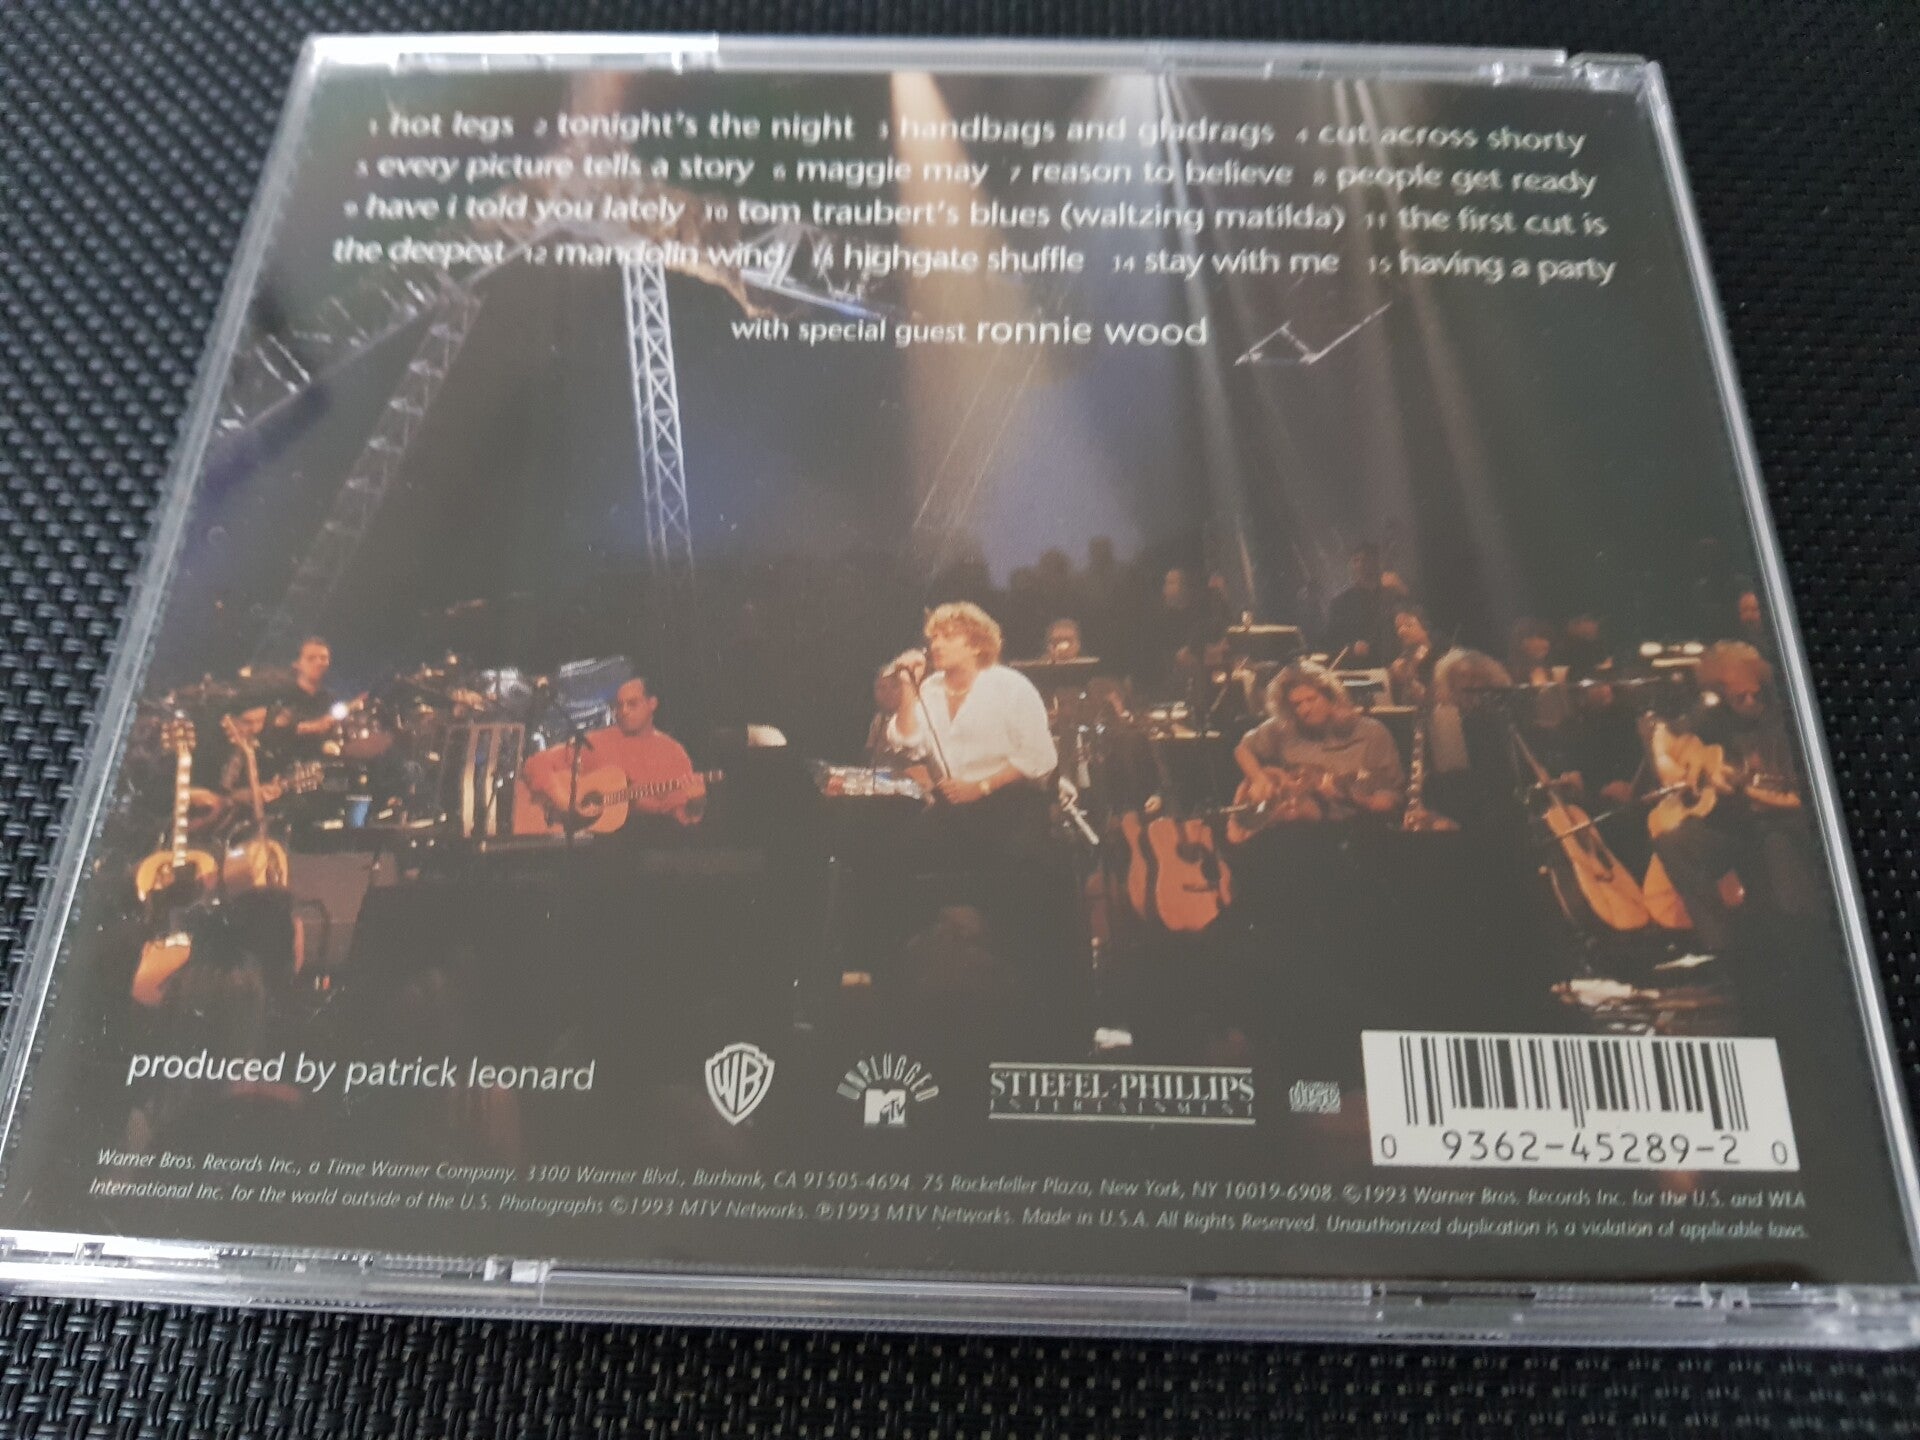 1 hot legs 2 tonight's the night 3 handbags and gladrags 4 cut across shorty
5 every picture tells a story 6 maggie may 7 reason to believe 8 people get ready
9 have i told you lately 10 tom traubert's blues (waltzing matilda) 11 the first cut is
the deepest 12 mandolin wind 13 highgate shuffle 14 stay with me 15 having a party
with special guest ronnie wood
produced by patrick leonard
WB
UNPLUGGED
MTV
STIEFEL·PHILLIPS
ENTERTAINMENT
disc
0 9362-45289-2 0
Warner Bros. Records Inc., a Time Warner Company. 3300 Warner Blvd., Burbank, CA 91505-4694. 75 Rockefeller Plaza, New York, NY 10019-6908. ©1993 Warner Bros. Records Inc. for the U.S. and WEA
International Inc. for the world outside of the U.S. Photographs ©1993 MTV Networks. ℗1993 MTV Networks. Made in U.S.A. All Rights Reserved. Unauthorized duplication is a violation of applicable laws.